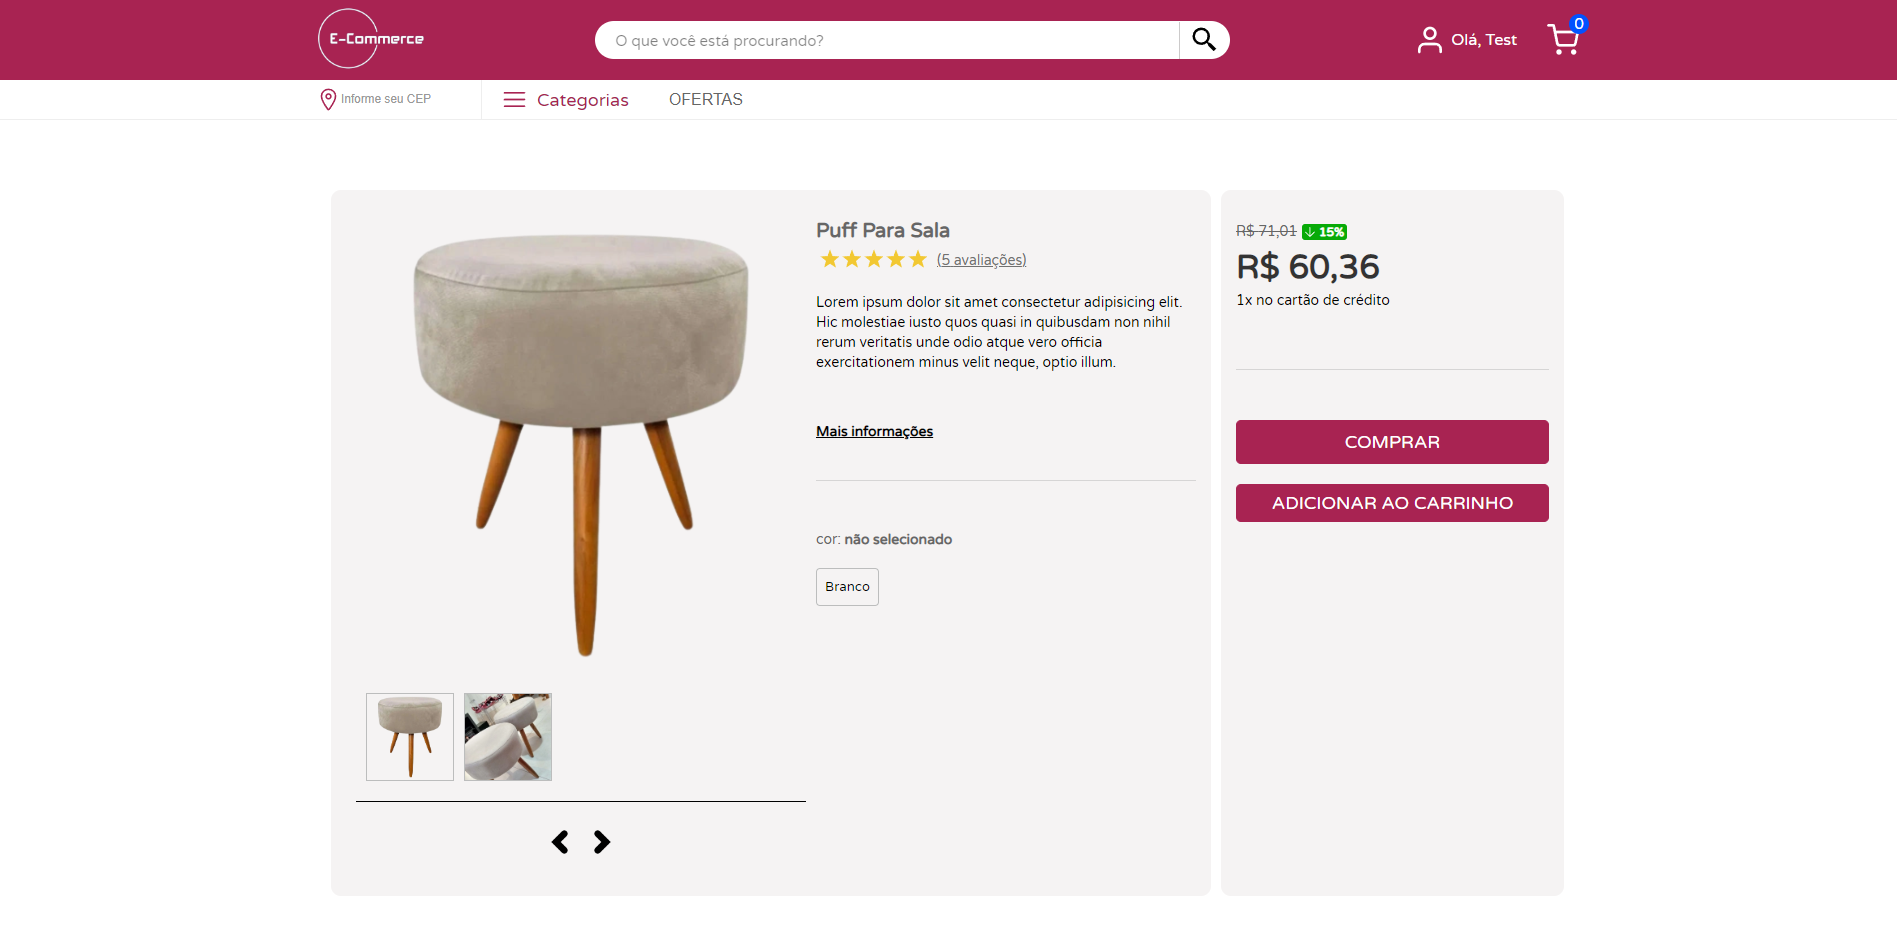 E-Commerce
O que você está procurando?
Olá, Test
0
Informe seu CEP
Categorias
OFERTAS
Puff Para Sala
(5 avaliações)
Lorem ipsum dolor sit amet consectetur adipisicing elit.
Hic molestiae iusto quos quasi in quibusdam non nihil
rerum veritatis unde odio atque vero officia
exercitationem minus velit neque, optio illum.
Mais informações
cor: não selecionado
Branco
R$ 71,01 ↓ 15%
R$ 60,36
1x no cartão de crédito
COMPRAR
ADICIONAR AO CARRINHO